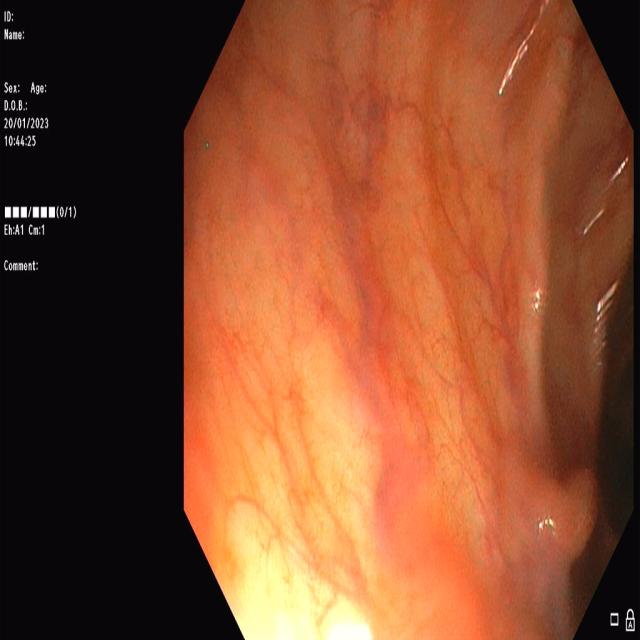 ID:
Name:
Sex: Age:
D.O.B.:
20/01/2023
10:44:25
■■■/■■■(0/1)
Eh:A1 Cm:1
Comment: